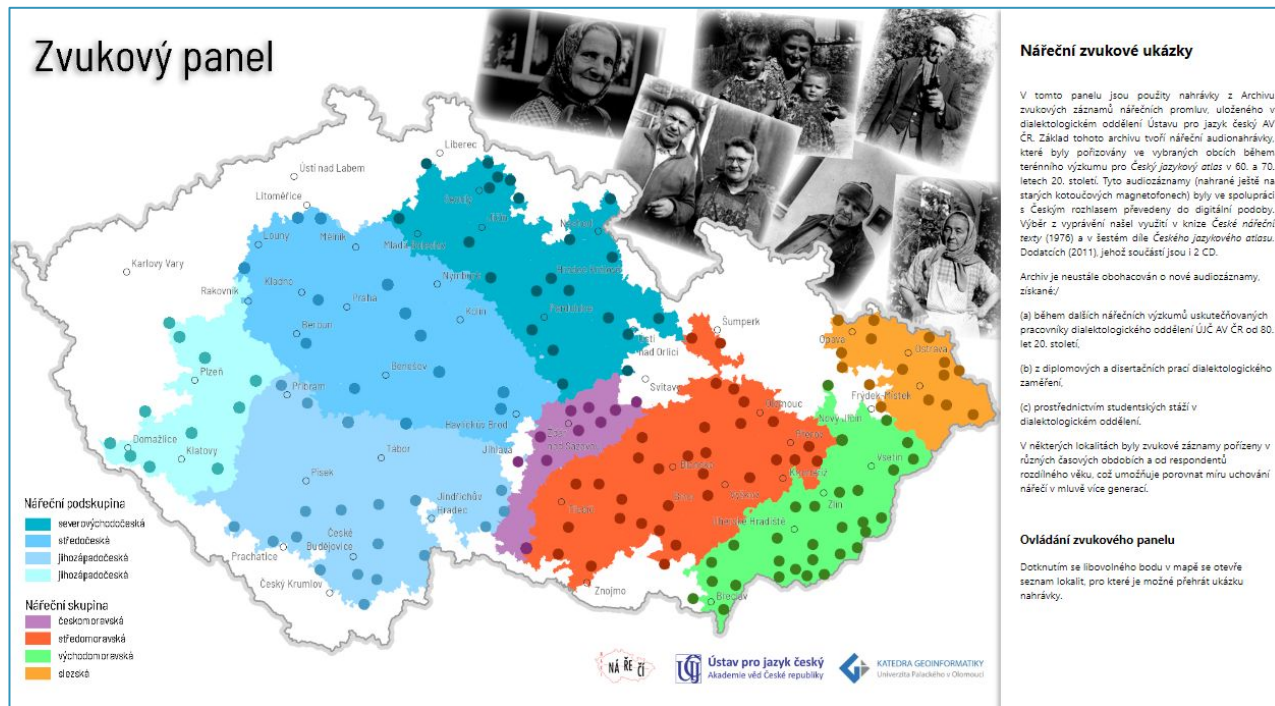 Zvukový panel
Liberec
Ústí nad Labem
Litoměřice
Louny
Mělník
Mladá Boleslav
Karlovy Vary
Kladno
Nymburk
Rakovník
Praha
Kolín
Pardubice
Šumperk
Beroun
Ústí
nad Orlicí
Opava
Ostrava
Plzeň
Příbram
Benešov
Svitavy
Frýdek-Místek
Olomouc
Nový Jičín
Havlíčkův Brod
Přerov
Domažlice
Klatovy
Tábor
Jihlava
Vsetín
Písek
Jindřichův
Hradec
Zlín
Uherské Hradiště
České
Budějovice
Prachatice
Český Krumlov
Znojmo
Břeclav
Nářeční podskupina
severovýchodočeská
středočeská
jihozápadočeská
jihozápadočeská
Nářeční skupina
českomoravská
středomoravská
východomoravská
slezská
NÁ ŘE ČÍ
Ústav pro jazyk český
Akademie věd České republiky
KATEDRA GEOINFORMATIKY
Univerzita Palackého v Olomouci
Nářeční zvukové ukázky
V tomto panelu jsou použity nahrávky z Archivu
zvukových záznamů nářečních promluv, uloženého v
dialektologickém oddělení Ústavu pro jazyk český AV
ČR. Základ tohoto archivu tvoří nářeční audionahrávky,
které byly pořizovány ve vybraných obcích během
terénního výzkumu pro Český jazykový atlas v 60. a 70.
letech 20. století. Tyto audiozáznamy (nahrané ještě na
starých kotoučových magnetofonech) byly ve spolupráci
s Českým rozhlasem převedeny do digitální podoby.
Výběr z vyprávění našel využití v knize České nářeční
texty (1976) a v šestém díle Českého jazykového atlasu.
Dodatcích (2011), jehož součástí jsou i 2 CD.
Archiv je neustále obohacován o nové audiozáznamy,
získané:/
(a) během dalších nářečních výzkumů uskutečňovaných
pracovníky dialektologického oddělení ÚJČ AV ČR od 80.
let 20. století,
(b) z diplomových a disertačních prací dialektologického
zaměření,
(c) prostřednictvím studentských stáží v
dialektologickém oddělení.
V některých lokalitách byly zvukové záznamy pořízeny v
různých časových obdobích a od respondentů
rozdílného věku, což umožňuje porovnat míru uchování
nářečí v mluvě více generací.
Ovládání zvukového panelu
Dotknutím se libovolného bodu v mapě se otevře
seznam lokalit, pro které je možné přehrát ukázku
nahrávky.